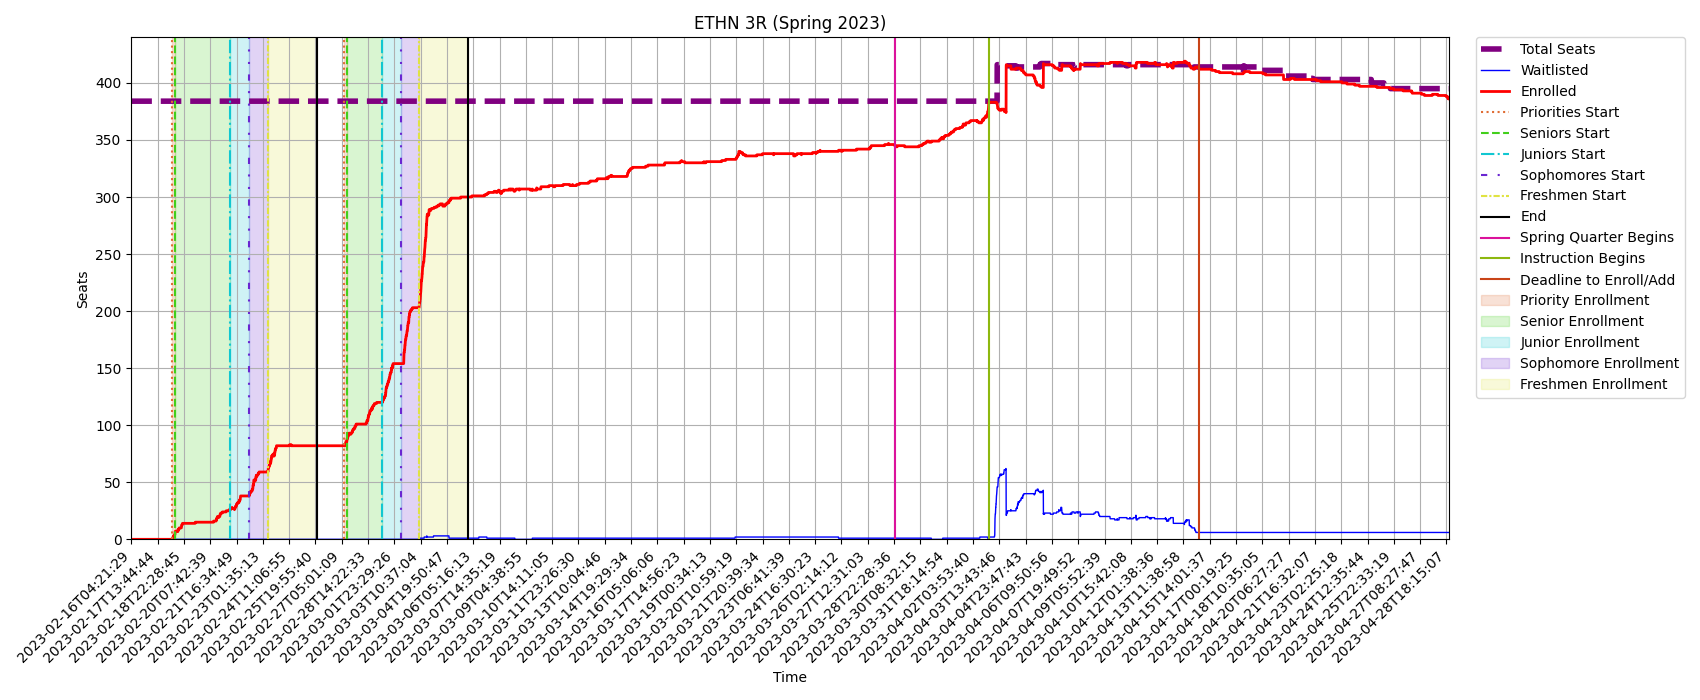 ETHN 3R (Spring 2023)
Seats
400
350
300
250
200
150
100
50
0
2023-02-16T04:21:29
2023-02-17T13:44:44
2023-02-18T22:28:45
2023-02-20T07:42:39
2023-02-21T16:34:49
2023-02-23T01:35:13
2023-02-24T11:06:55
2023-02-25T19:55:40
2023-02-27T05:01:09
2023-02-28T14:22:33
2023-03-01T23:29:26
2023-03-03T10:37:04
2023-03-04T19:50:47
2023-03-06T05:16:13
2023-03-07T14:35:19
2023-03-09T04:38:55
2023-03-10T14:11:05
2023-03-11T23:26:30
2023-03-13T10:04:46
2023-03-14T19:29:34
2023-03-16T05:06:06
2023-03-17T14:56:23
2023-03-19T00:34:13
2023-03-20T10:59:19
2023-03-21T20:39:34
2023-03-23T06:41:39
2023-03-24T16:30:23
2023-03-26T02:14:12
2023-03-27T12:31:03
2023-03-28T22:28:36
2023-03-30T08:32:15
2023-03-31T18:14:54
2023-04-02T03:53:40
2023-04-03T13:43:46
2023-04-04T23:47:43
2023-04-06T09:50:56
2023-04-07T19:49:52
2023-04-09T05:52:39
2023-04-10T15:42:08
2023-04-12T01:38:36
2023-04-13T11:38:58
2023-04-15T14:01:37
2023-04-17T00:19:25
2023-04-18T10:35:05
2023-04-20T06:27:27
2023-04-21T16:32:07
2023-04-23T02:25:18
2023-04-24T12:35:44
2023-04-25T22:33:19
2023-04-27T08:27:47
2023-04-28T18:15:07
Time
Total Seats
Waitlisted
Enrolled
Priorities Start
Seniors Start
Juniors Start
Sophomores Start
Freshmen Start
End
Spring Quarter Begins
Instruction Begins
Deadline to Enroll/Add
Priority Enrollment
Senior Enrollment
Junior Enrollment
Sophomore Enrollment
Freshmen Enrollment